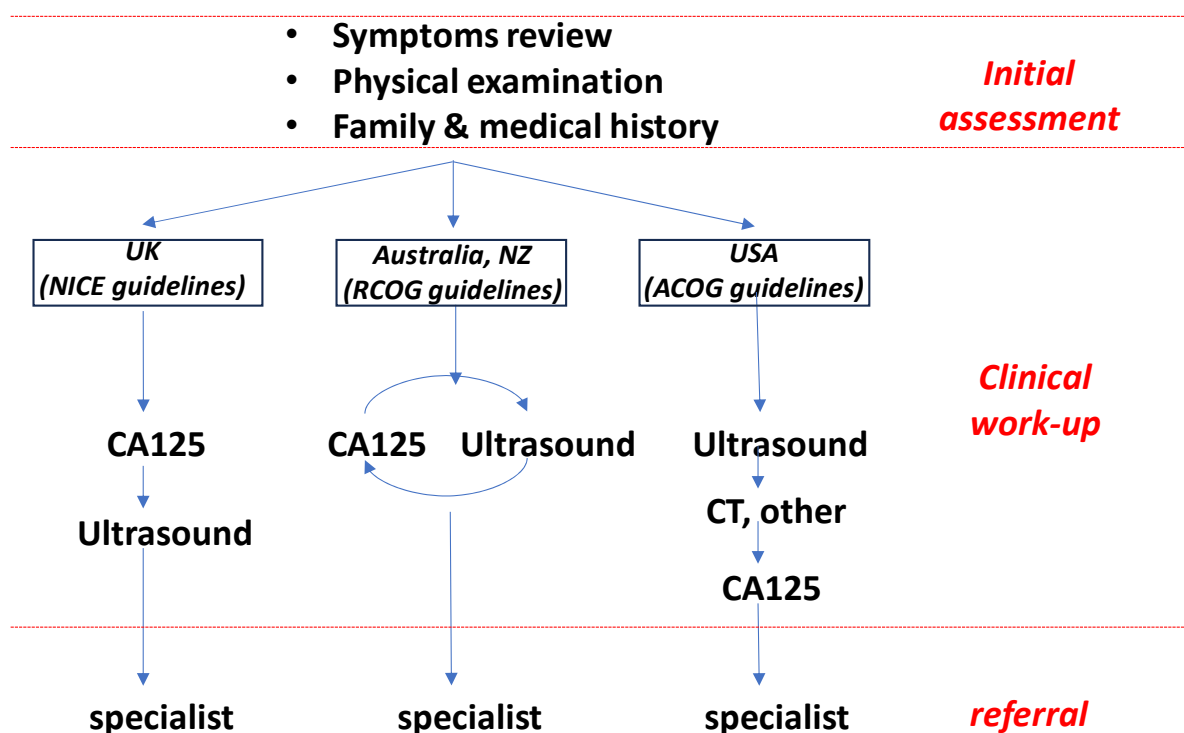 • Symptoms review
• Physical examination
• Family & medical history
Initial
assessment
UK
(NICE guidelines)
Australia, NZ
(RCOG guidelines)
USA
(ACOG guidelines)
Clinical
work-up
CA125
Ultrasound
CA125
Ultrasound
Ultrasound
CT, other
CA125
specialist
specialist
specialist
referral